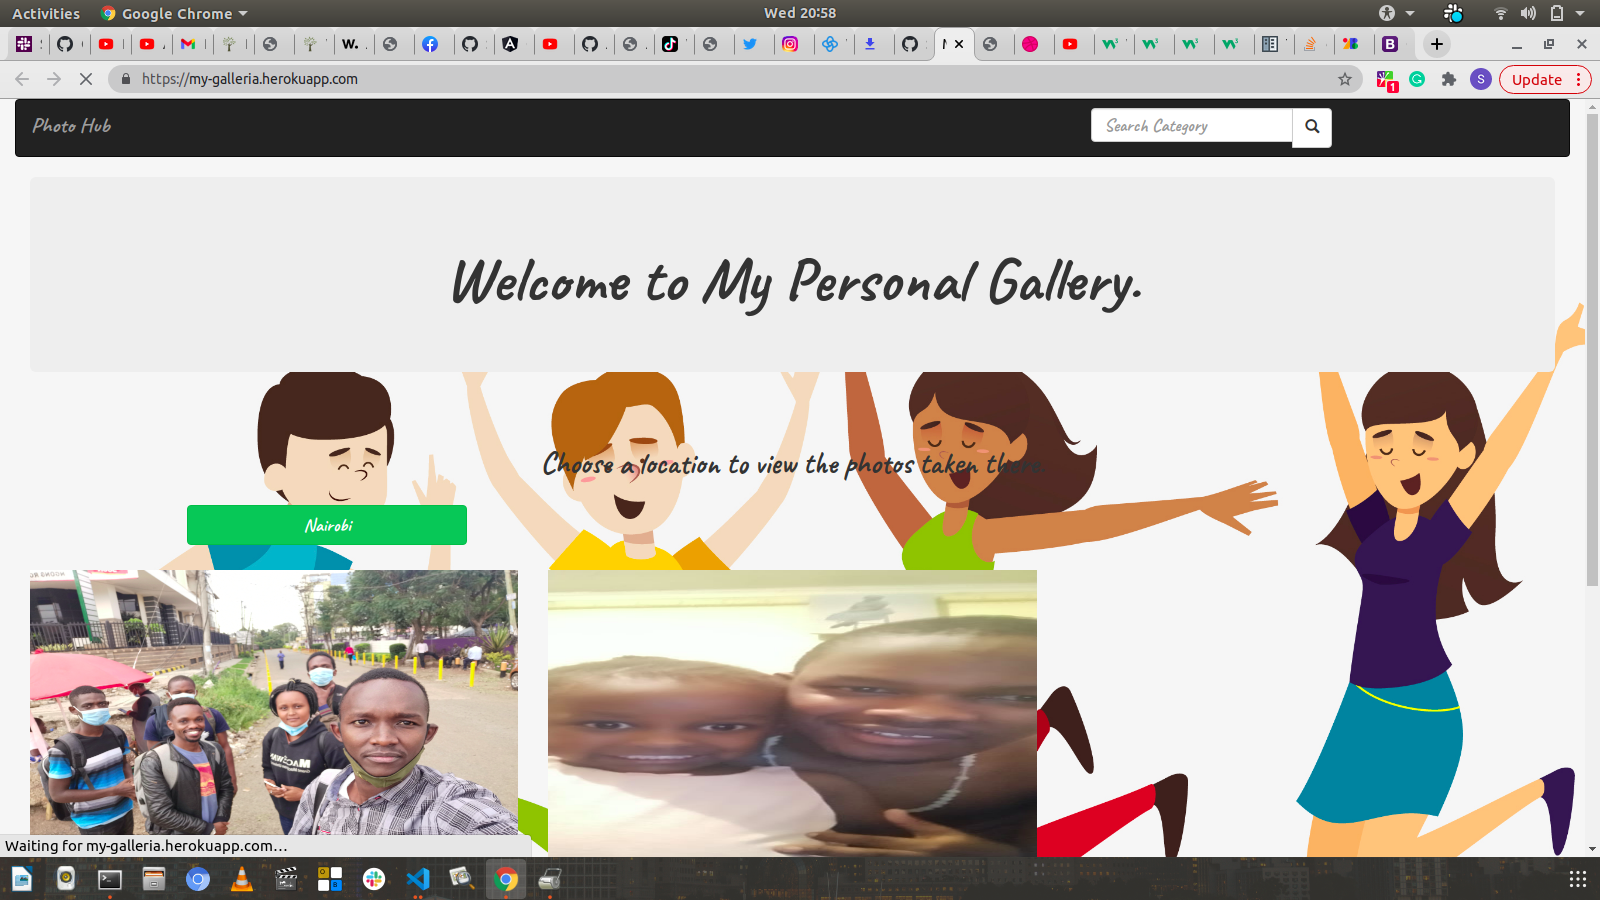 Activities
Google Chrome
Wed 20:58
https://my-galleria.herokuapp.com
S
Update
1
Photo Hub
Search Category
Welcome to My Personal Gallery.
Choose a location to view the photos taken there
Nairobi
Waiting for my-galleria.herokuapp.com...